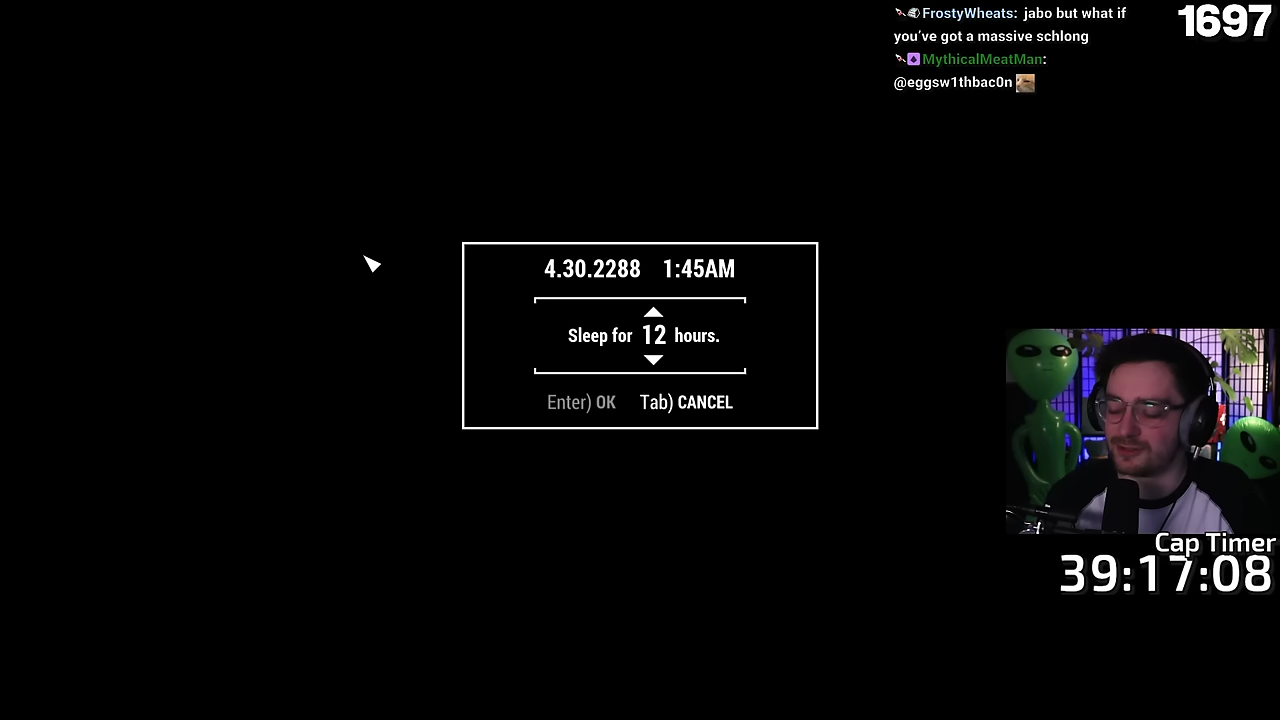 FrostyWheats: jabo but what if
you've got a massive schlong
MythicalMeatMan:
@eggsw1thbac0n
1697
4.30.2288 1:45AM
Sleep for 12 hours.
Enter) OK Tab) CANCEL
Cap Timer
39:17:08